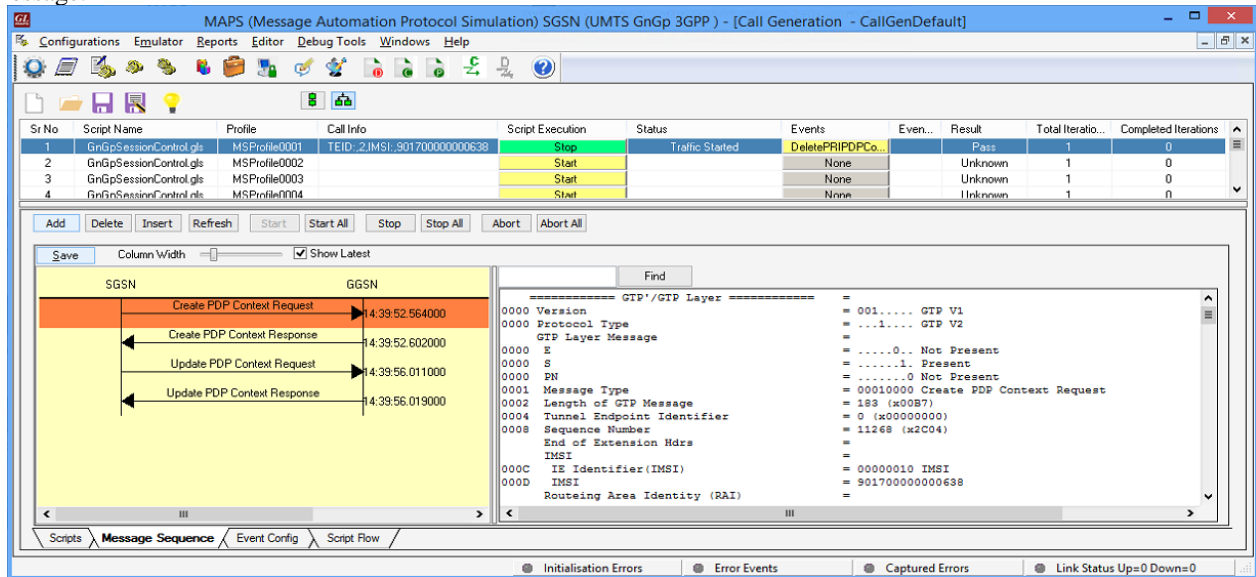 MAPS (Message Automation Protocol Simulation) SGSN (UMTS GnGp 3GPP ) - [Call Generation - CallGenDefault]
Configurations Emulator Reports Editor Debug Tools Windows Help
Sr No Script Name Profile Call Info Script Execution Status Events Even... Result Total Iteratio... Completed Iterations
1 GnGpSessionControl.gls MSProfile0001 TEID:,2,IMSI:,901700000000638 Stop Traffic Started DeletePRIPDPCo... Pass 1 0
2 GnGpSessionControl.gls MSProfile0002 Start None Unknown 1 0
3 GnGpSessionControl.gls MSProfile0003 Start None Unknown 1 0
4 GnGpSessionControl.gls MSProfile0004 Start None Unknown 1 0
Add Delete Insert Refresh Start Start All Stop Stop All Abort Abort All
Save Column Width Show Latest
Find
SGSN GGSN
Create PDP Context Request
14:39:52.564000
Create PDP Context Response
14:39:52.602000
Update PDP Context Request
14:39:56.011000
Update PDP Context Response
14:39:56.019000
============ GTP'/GTP Layer ============ =
0000 Version = 001..... GTP V1
0000 Protocol Type = ...1.... GTP V2
GTP Layer Message =
0000 E = .....0.. Not Present
0000 S = ......1. Present
0000 PN = .......0 Not Present
0001 Message Type = 00010000 Create PDP Context Request
0002 Length of GTP Message = 183 (x00B7)
0004 Tunnel Endpoint Identifier = 0 (x00000000)
0008 Sequence Number = 11268 (x2C04)
End of Extension Hdrs =
IMSI =
000C IE Identifier(IMSI) = 00000010 IMSI
000D IMSI = 901700000000638
Routeing Area Identity (RAI) =
Scripts Message Sequence Event Config Script Flow
Initialisation Errors Error Events Captured Errors Link Status Up=0 Down=0